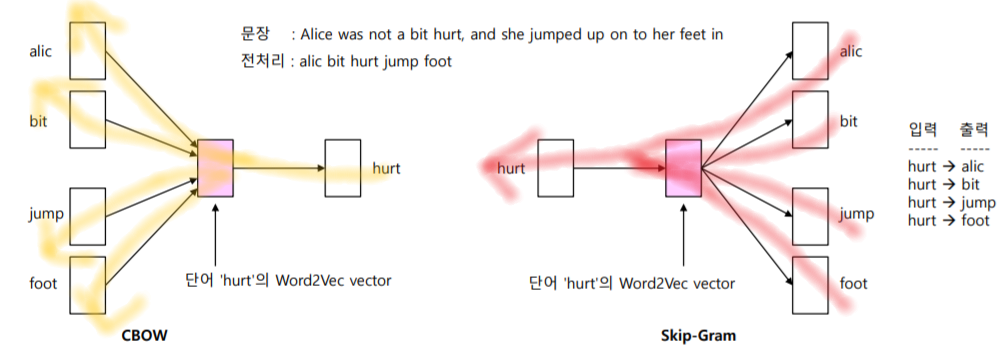 문장 : Alice was not a bit hurt, and she jumped up on to her feet in
전처리 : alic bit hurt jump foot
alic
bit
jump
foot
hurt
단어 'hurt'의 Word2Vec vector
CBOW
hurt
alic
bit
jump
foot
단어 'hurt'의 Word2Vec vector
Skip-Gram
입력 출력
----- -----
hurt → alic
hurt → bit
hurt → jump
hurt → foot